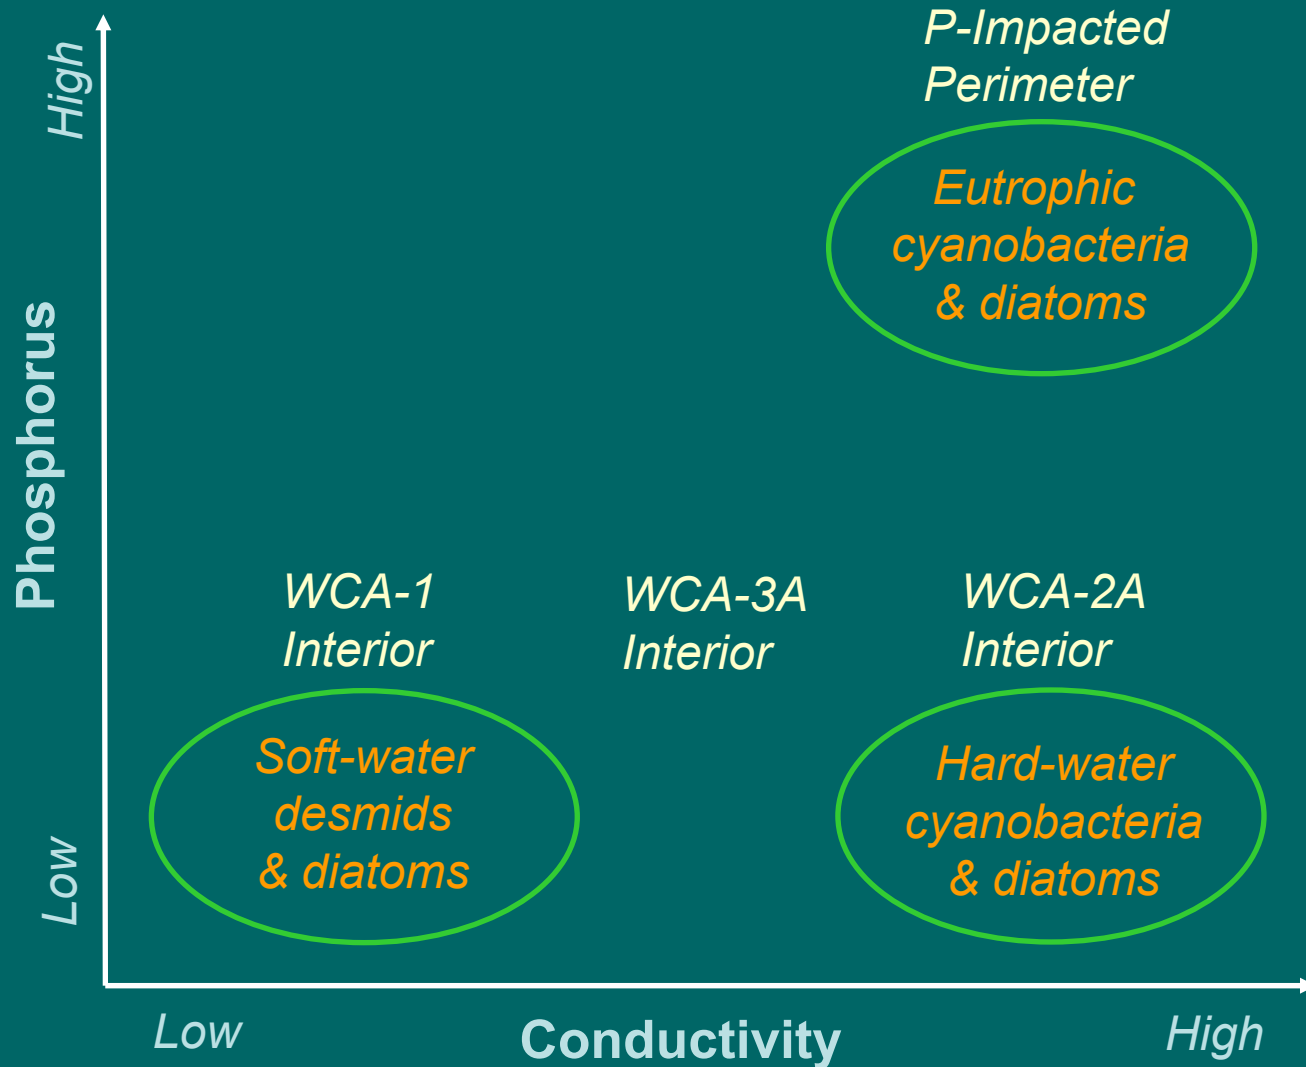 P-Impacted
Perimeter
High
Eutrophic
cyanobacteria
& diatoms
Phosphorus
WCA-1
Interior
WCA-3A
Interior
WCA-2A
Interior
Soft-water
desmids
& diatoms
Hard-water
cyanobacteria
& diatoms
Low
Low
Conductivity
High